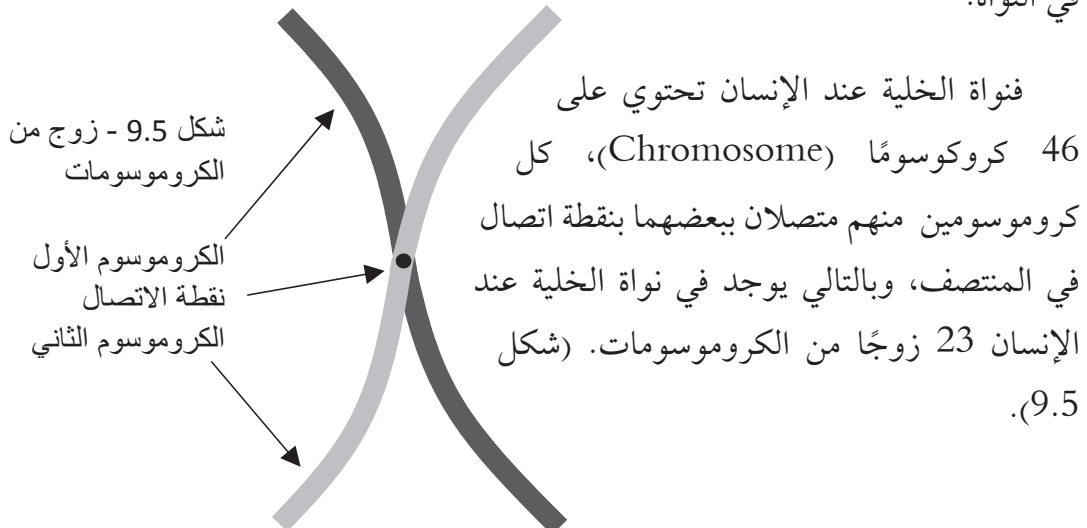 في النواة.
فنواة الخلية عند الإنسان تحتوي على
46 كروكوسومًا (Chromosome)، كل
كروموسومين منهم متصلان ببعضهما بنقطة اتصال
في المنتصف، وبالتالي يوجد في نواة الخلية عند
الإنسان 23 زوجًا من الكروموسومات. (شكل
9.5).
شكل 9.5 - زوج من
الكروموسومات
الكروموسوم الأول
نقطة الاتصال
الكروموسوم الثاني